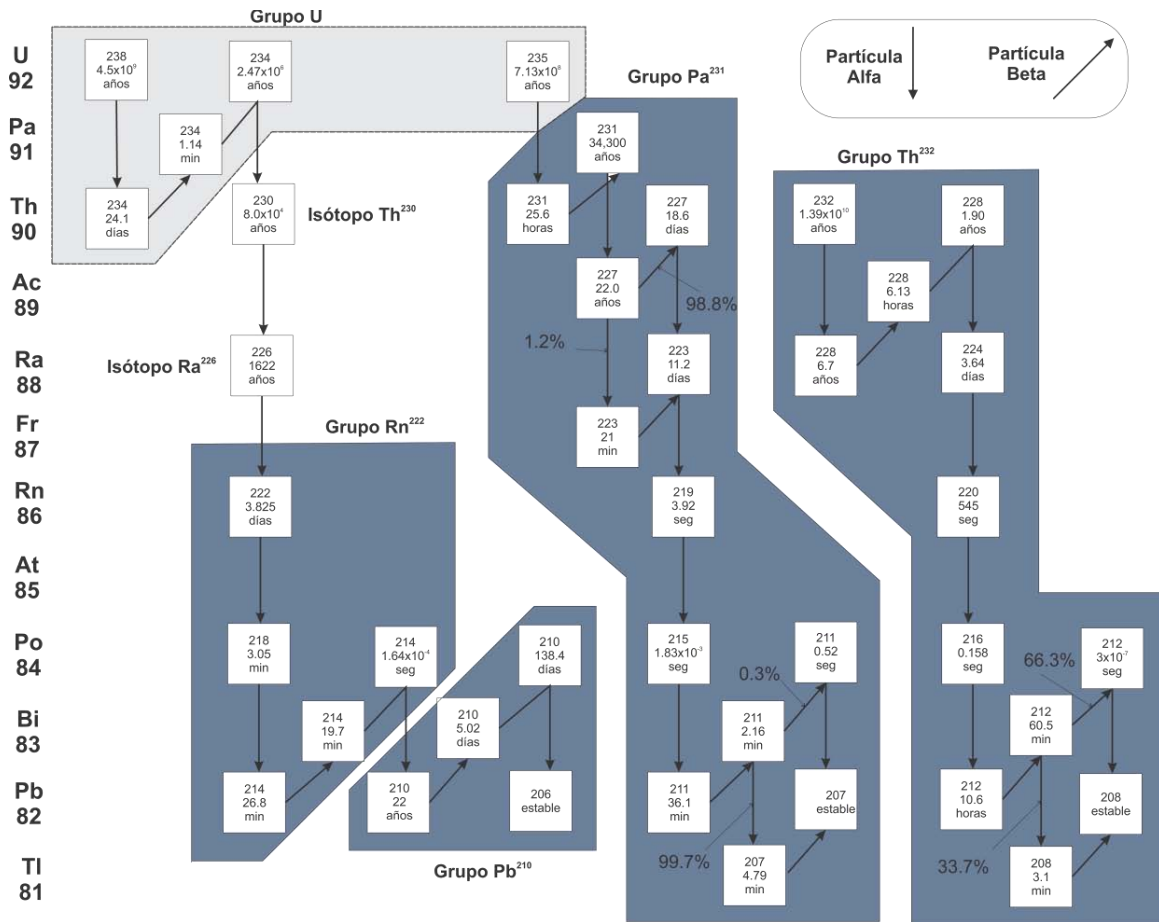 Grupo U
U
92
238
4.5x10⁹
años
234
2.47x10⁶
años
235
7.13x10⁸
años
Grupo Pa²³¹
Partícula
Alfa
Partícula
Beta
Pa
91
234
1.14
min
231
34,300
años
Grupo Th²³²
Th
90
234
24.1
días
230
8.0x10⁴
años
Isótopo Th²³⁰
231
25.6
horas
227
18.6
días
232
1.39x10¹⁰
años
228
1.90
años
Ac
89
227
22.0
años
98.8%
228
6.13
horas
1.2%
Ra
88
Isótopo Ra²²⁶
226
1622
años
223
11.2
días
228
6.7
años
224
3.64
días
Fr
87
Grupo Rn²²²
223
21
min
Rn
86
222
3.825
días
219
3.92
seg
220
545
seg
At
85
Po
84
218
3.05
min
214
1.64x10⁻⁴
seg
210
138.4
días
215
1.83x10⁻³
seg
0.3%
211
0.52
seg
216
0.158
seg
66.3%
212
3x10⁻⁷
seg
Bi
83
214
19.7
min
210
5.02
días
211
2.16
min
212
60.5
min
Pb
82
214
26.8
min
210
22
años
206
estable
211
36.1
min
207
estable
212
10.6
horas
208
estable
Grupo Pb²¹⁰
99.7%
33.7%
Tl
81
207
4.79
min
208
3.1
min